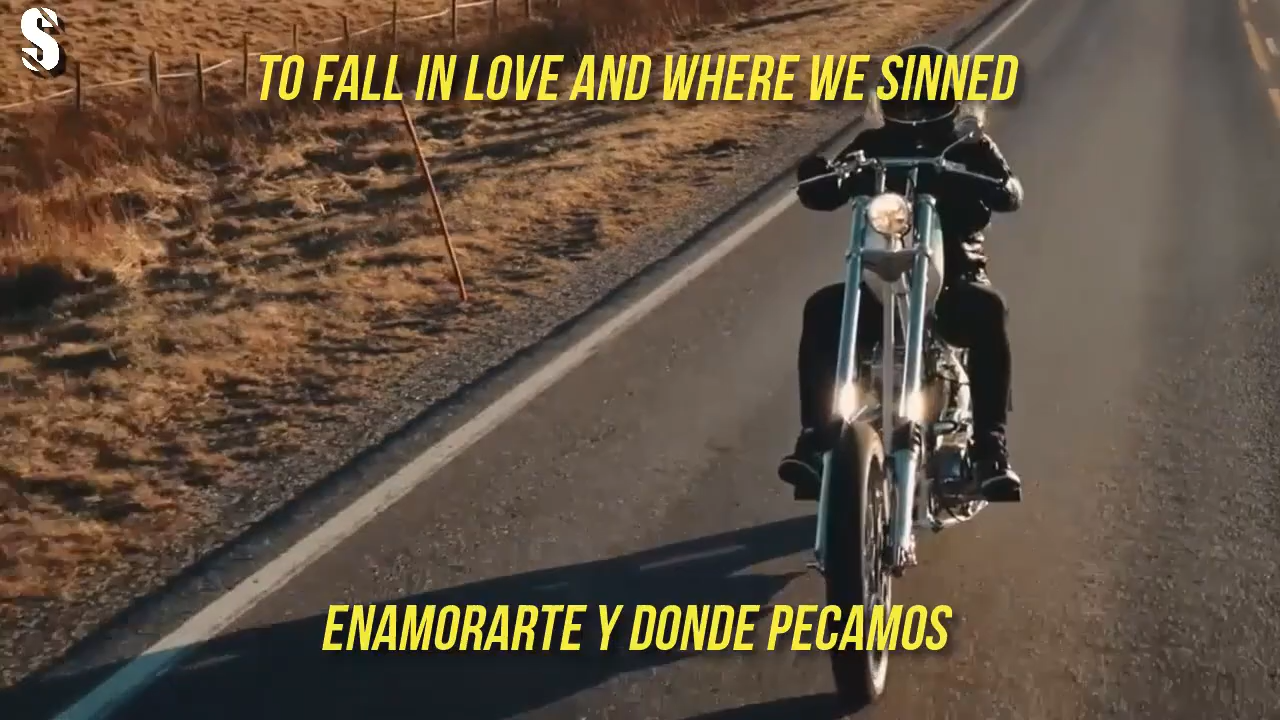 S
TO FALL IN LOVE AND WHERE WE SINNED
ENAMORARTE Y DONDE PECAMOS